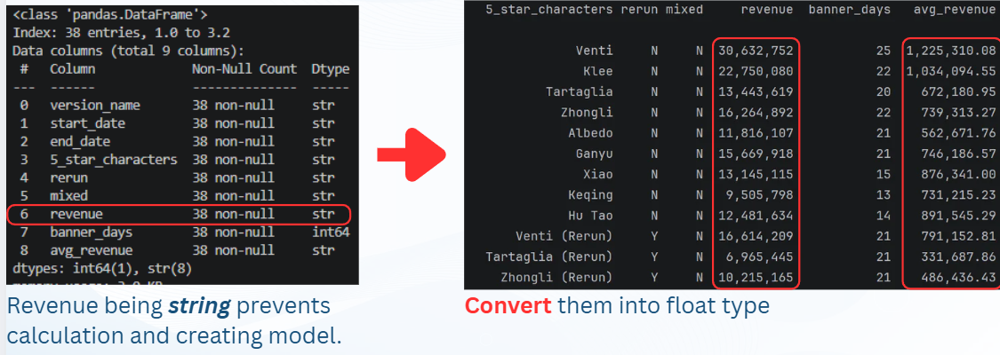 <class 'pandas.DataFrame'>
Index: 38 entries, 1.0 to 3.2
Data columns (total 9 columns):
#   Column   Non-Null Count   Dtype
---  ------  --------------  -----
0   version_name   38 non-null   str
1   start_date   38 non-null   str
2   end_date   38 non-null   str
3   5_star_characters   38 non-null   str
4   rerun   38 non-null   str
5   mixed   38 non-null   str
6   revenue   38 non-null   str
7   banner_days   38 non-null   int64
8   avg_revenue   38 non-null   str
dtypes: int64(1), str(8)
Revenue being string prevents
calculation and creating model.
5_star_characters rerun mixed revenue banner_days avg_revenue
Venti N N 30,632,752 25 1,225,310.08
Klee N N 22,750,080 22 1,034,094.55
Tartaglia N N 13,443,619 20 672,180.95
Zhongli N N 16,264,892 22 739,313.27
Albedo N N 11,816,107 21 562,671.76
Ganyu N N 15,669,918 21 746,186.57
Xiao N N 13,145,115 15 876,341.00
Keqing N N 9,505,798 13 731,215.23
Hu Tao N N 12,481,634 14 891,545.29
Venti (Rerun) Y N 16,614,209 21 791,152.81
Tartaglia (Rerun) Y N 6,965,445 21 331,687.86
Zhongli (Rerun) Y N 10,215,165 21 486,436.43
Convert them into float type